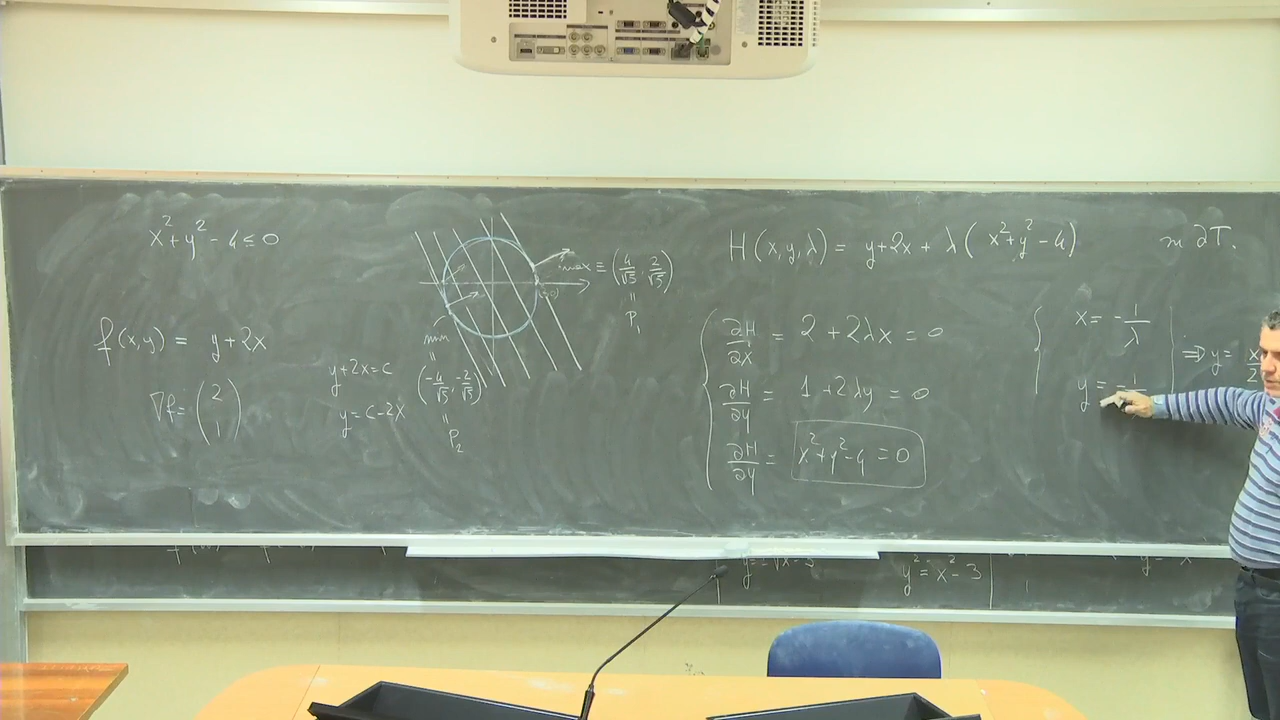 x² + y² - 4 ≤ 0
f(x,y) = y+2x
∇f = (2 1)
y+2x=c
y=c-2x
max ≡ (4/√5, 2/√5)
"
P₁
min
"
(-4/√5, -2/√5)
"
P₂
H(x,y,λ) = y+2x + λ(x²+y²-4)
∂H/∂x = 2+2λx = 0
∂H/∂y = 1+2λy = 0
∂H/∂y = x²+y²-4 = 0
m ∂T.
x = -1/λ
y = -1
⇒ y = x/2
y² = x² - 3